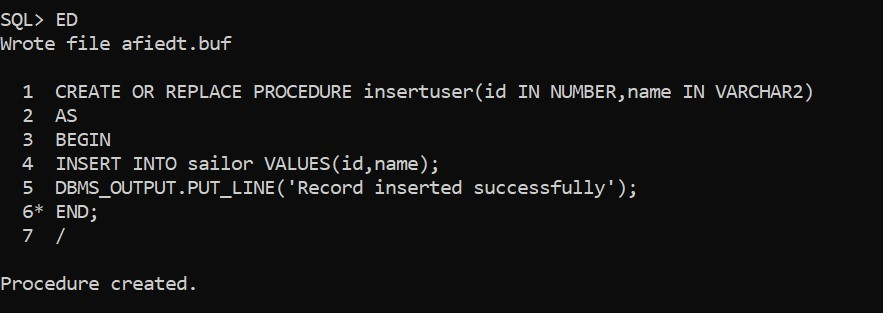 SQL> ED
Wrote file afiedt.buf
1 CREATE OR REPLACE PROCEDURE insertuser(id IN NUMBER,name IN VARCHAR2)
2 AS
3 BEGIN
4 INSERT INTO sailor VALUES(id,name);
5 DBMS_OUTPUT.PUT_LINE('Record inserted successfully');
6* END;
7 /
Procedure created.